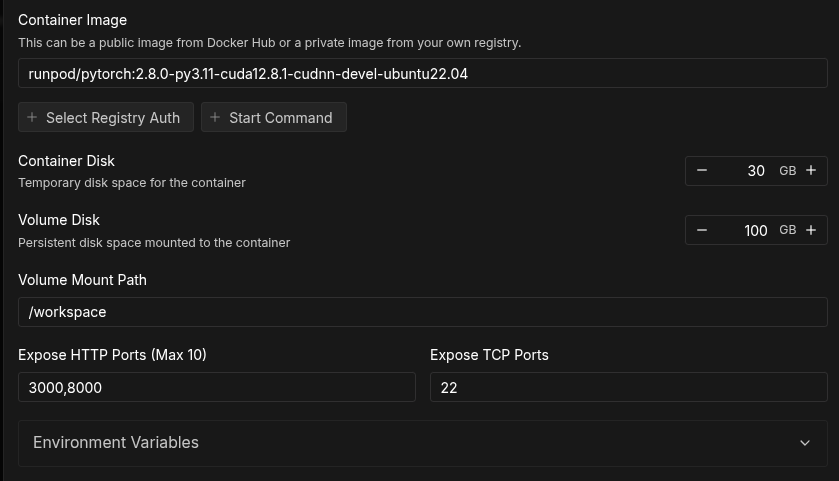 Container Image
This can be a public image from Docker Hub or a private image from your own registry.
runpod/pytorch:2.8.0-py3.11-cuda12.8.1-cudnn-devel-ubuntu22.04
+ Select Registry Auth + Start Command
Container Disk
Temporary disk space for the container
− 30 GB +
Volume Disk
Persistent disk space mounted to the container
− 100 GB +
Volume Mount Path
/workspace
Expose HTTP Ports (Max 10) Expose TCP Ports
3000,8000 22
Environment Variables